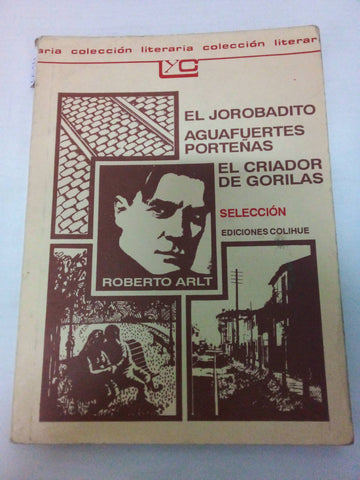 aria colección literaria colección literar
LyC
EL JOROBADITO
AGUAFUERTES
PORTEÑAS
EL CRIADOR
DE GORILAS
SELECCIÓN
EDICIONES COLIHUE
ROBERTO ARLT